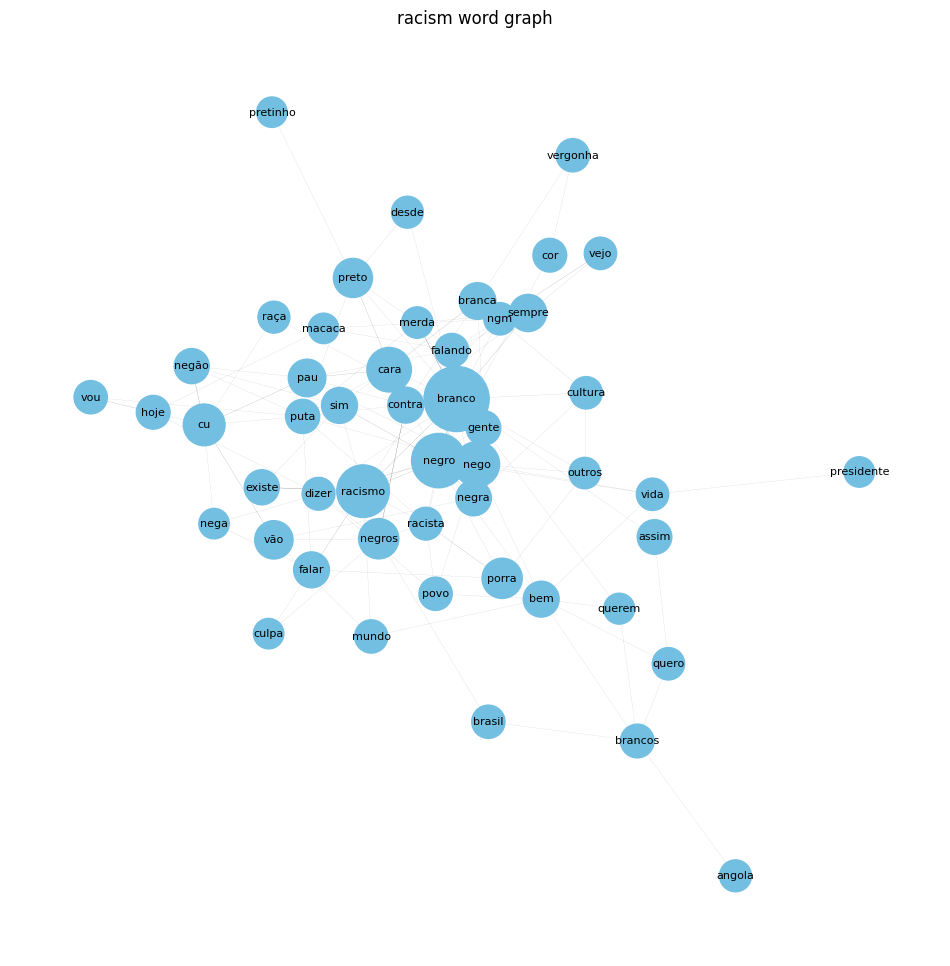 racism word graph
pretinho
vergonha
desde
cor
vejo
preto
branca
sempre
raça
ngm
merda
macaca
falando
negão
cara
pau
cultura
vou
branco
sim
contra
hoje
puta
cu
gente
negro
nego
presidente
outros
existe
racismo
dizer
vida
negra
nega
racista
assim
vão
negros
falar
porra
povo
bem
querem
culpa
mundo
quero
brasil
brancos
angola